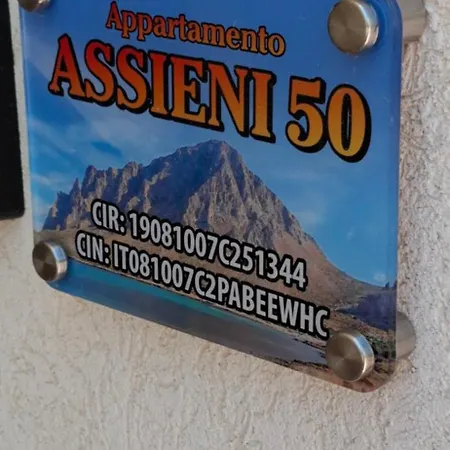 Appartamento
ASSIENI 50
CIR: 19081007C251344
CIN: IT081007C2PABEEWHC